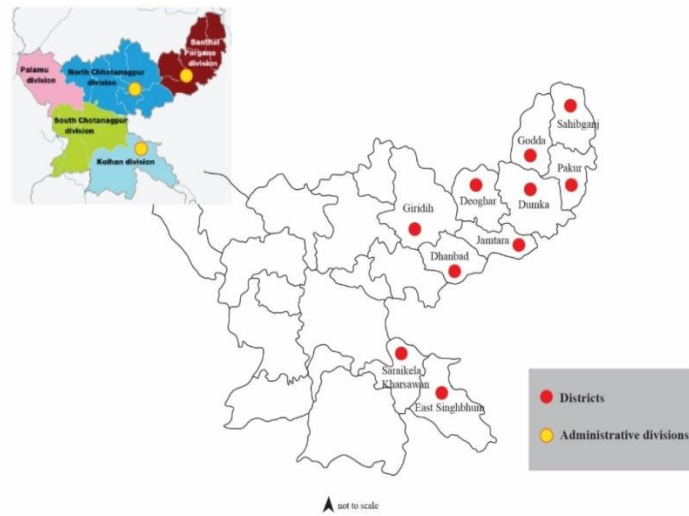 Santhal
Pargana
division
Palamu
division
North Chhotanagpur
division
South Chotanagpur
division
Kolhan division
Sahibganj
Godda
Pakur
Deoghar
Dumka
Giridih
Jamtara
Dhanbad
Saraikela
Kharsawan
East Singhbhum
Districts
Administrative divisions
not to scale